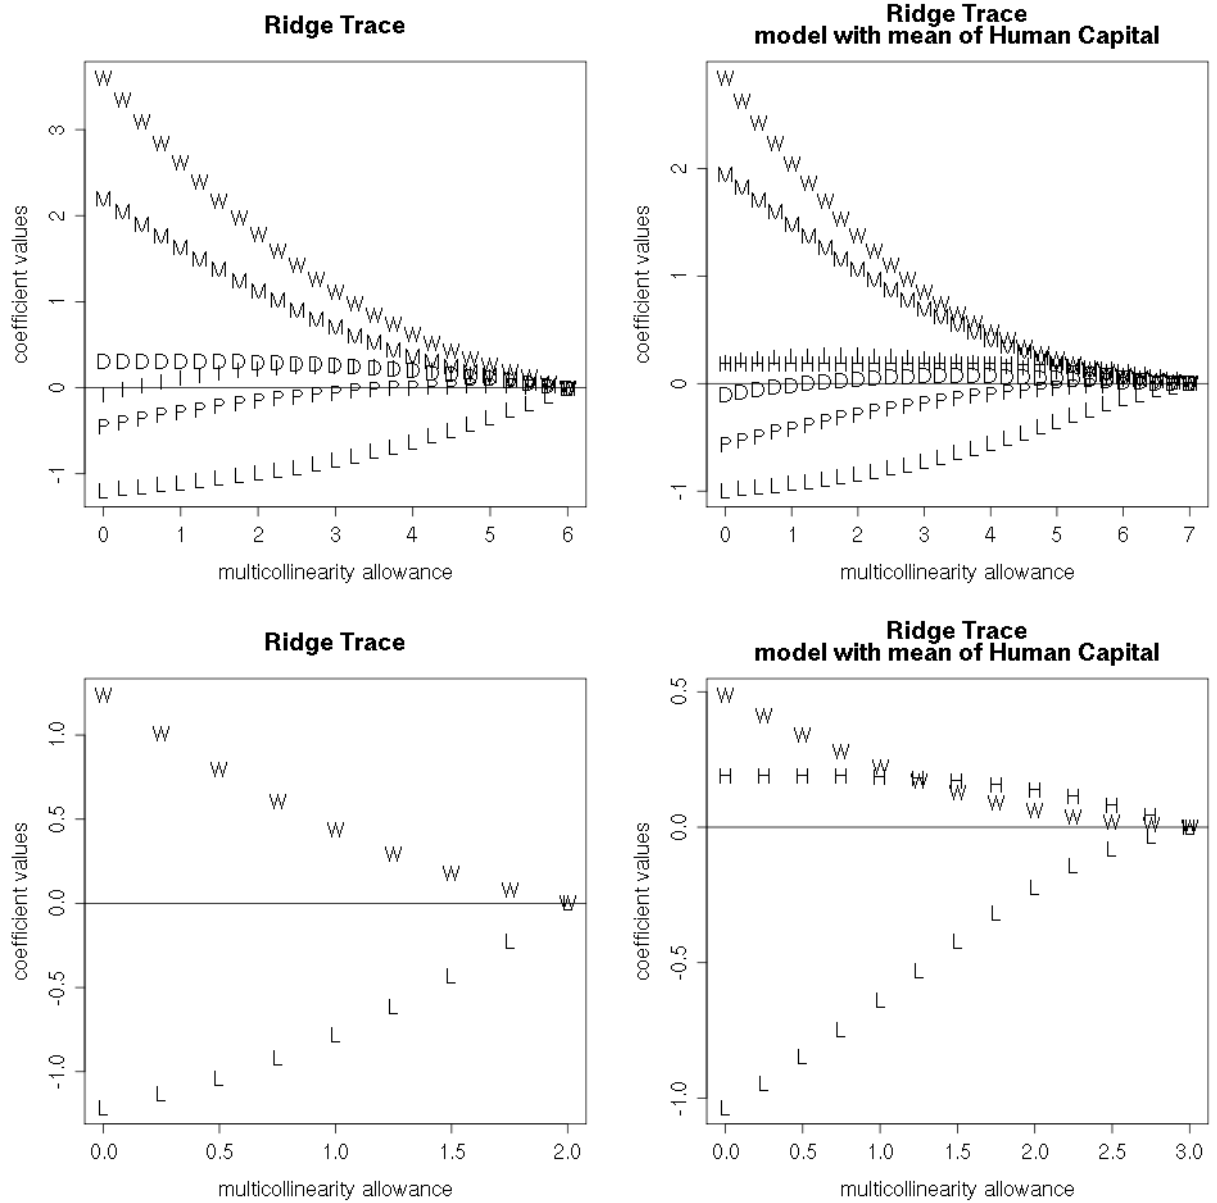 Ridge Trace
coefficient values
3
2
1
0
-1
0 1 2 3 4 5 6
multicollinearity allowance
Ridge Trace
model with mean of Human Capital
coefficient values
2
1
0
-1
0 1 2 3 4 5 6 7
multicollinearity allowance
Ridge Trace
coefficient values
1.0
0.5
0.0
-0.5
-1.0
0.0 0.5 1.0 1.5 2.0
multicollinearity allowance
Ridge Trace
model with mean of Human Capital
coefficient values
0.5
0.0
-0.5
-1.0
0.0 0.5 1.0 1.5 2.0 2.5 3.0
multicollinearity allowance